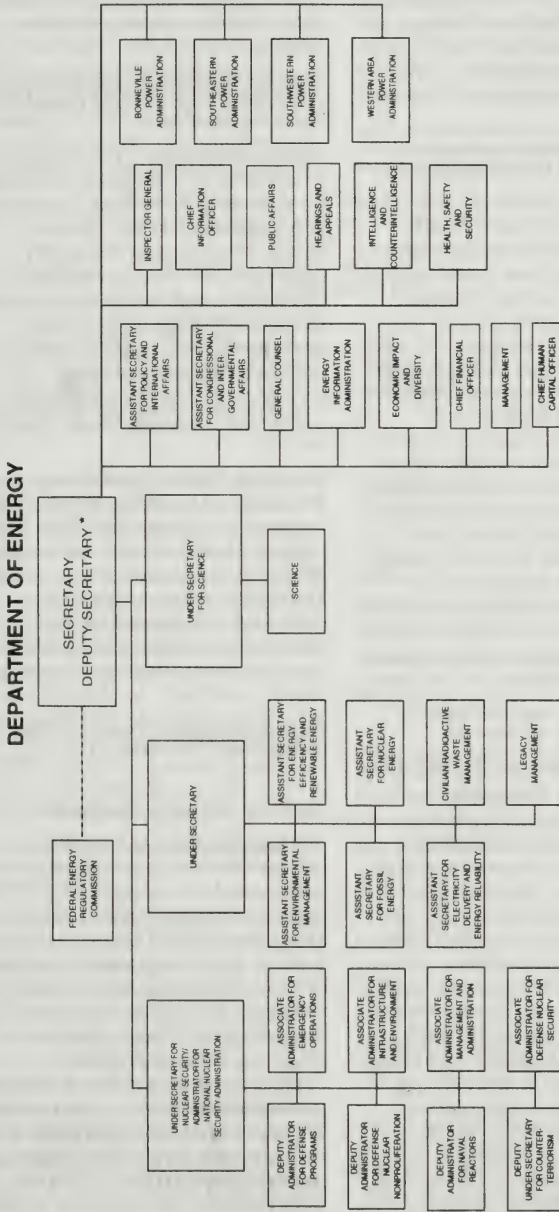 DEPARTMENT OF ENERGY
SECRETARY
DEPUTY SECRETARY *
FEDERAL ENERGY
REGULATORY
COMMISSION
UNDER SECRETARY FOR
NUCLEAR SECURITY/
ADMINISTRATOR FOR
NATIONAL NUCLEAR
SECURITY ADMINISTRATION
DEPUTY
ADMINISTRATOR
FOR DEFENSE
PROGRAMS
ASSOCIATE
ADMINISTRATOR FOR
EMERGENCY
OPERATIONS
DEPUTY
ADMINISTRATOR
FOR DEFENSE
NUCLEAR
NONPROLIFERATION
ASSOCIATE
ADMINISTRATOR FOR
INFRASTRUCTURE
AND ENVIRONMENT
DEPUTY
ADMINISTRATOR
FOR NAVAL
REACTORS
ASSOCIATE
ADMINISTRATOR FOR
MANAGEMENT AND
ADMINISTRATION
DEPUTY
UNDER SECRETARY
FOR COUNTER-
TERRORISM
ASSOCIATE
ADMINISTRATOR FOR
DEFENSE NUCLEAR
SECURITY
UNDER SECRETARY
ASSISTANT SECRETARY
FOR ENVIRONMENTAL
MANAGEMENT
ASSISTANT SECRETARY
FOR ENERGY
EFFICIENCY AND
RENEWABLE ENERGY
ASSISTANT
SECRETARY
FOR FOSSIL
ENERGY
ASSISTANT
SECRETARY
FOR NUCLEAR
ENERGY
ASSISTANT
SECRETARY FOR
ELECTRICITY
DELIVERY AND
ENERGY RELIABILITY
CIVILIAN RADIOACTIVE
WASTE
MANAGEMENT
LEGACY
MANAGEMENT
UNDER SECRETARY
FOR SCIENCE
SCIENCE
ASSISTANT SECRETARY
FOR POLICY AND
INTERNATIONAL
AFFAIRS
ASSISTANT SECRETARY
FOR CONGRESSIONAL
AND INTER-
GOVERNMENTAL
AFFAIRS
GENERAL COUNSEL
ENERGY
INFORMATION
ADMINISTRATION
ECONOMIC IMPACT
AND
DIVERSITY
CHIEF FINANCIAL
OFFICER
MANAGEMENT
CHIEF HUMAN
CAPITAL OFFICER
INSPECTOR GENERAL
CHIEF
INFORMATION
OFFICER
PUBLIC AFFAIRS
HEARINGS AND
APPEALS
INTELLIGENCE
AND
COUNTERINTELLIGENCE
HEALTH, SAFETY
AND
SECURITY
BONNEVILLE
POWER
ADMINISTRATION
SOUTHEASTERN
POWER
ADMINISTRATION
SOUTHWESTERN
POWER
ADMINISTRATION
WESTERN AREA
POWER
ADMINISTRATION